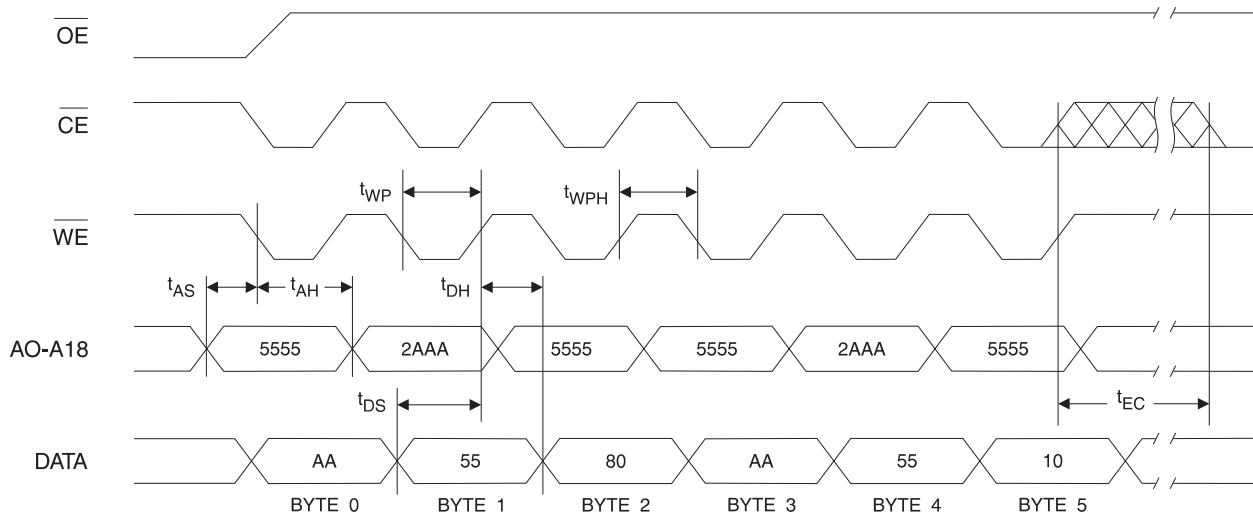 OE
CE
tWP
tWPH
WE
tAS
tAH
tDH
AO-A18
5555
2AAA
5555
5555
2AAA
5555
tDS
tEC
DATA
AA
55
80
AA
55
10
BYTE 0
BYTE 1
BYTE 2
BYTE 3
BYTE 4
BYTE 5